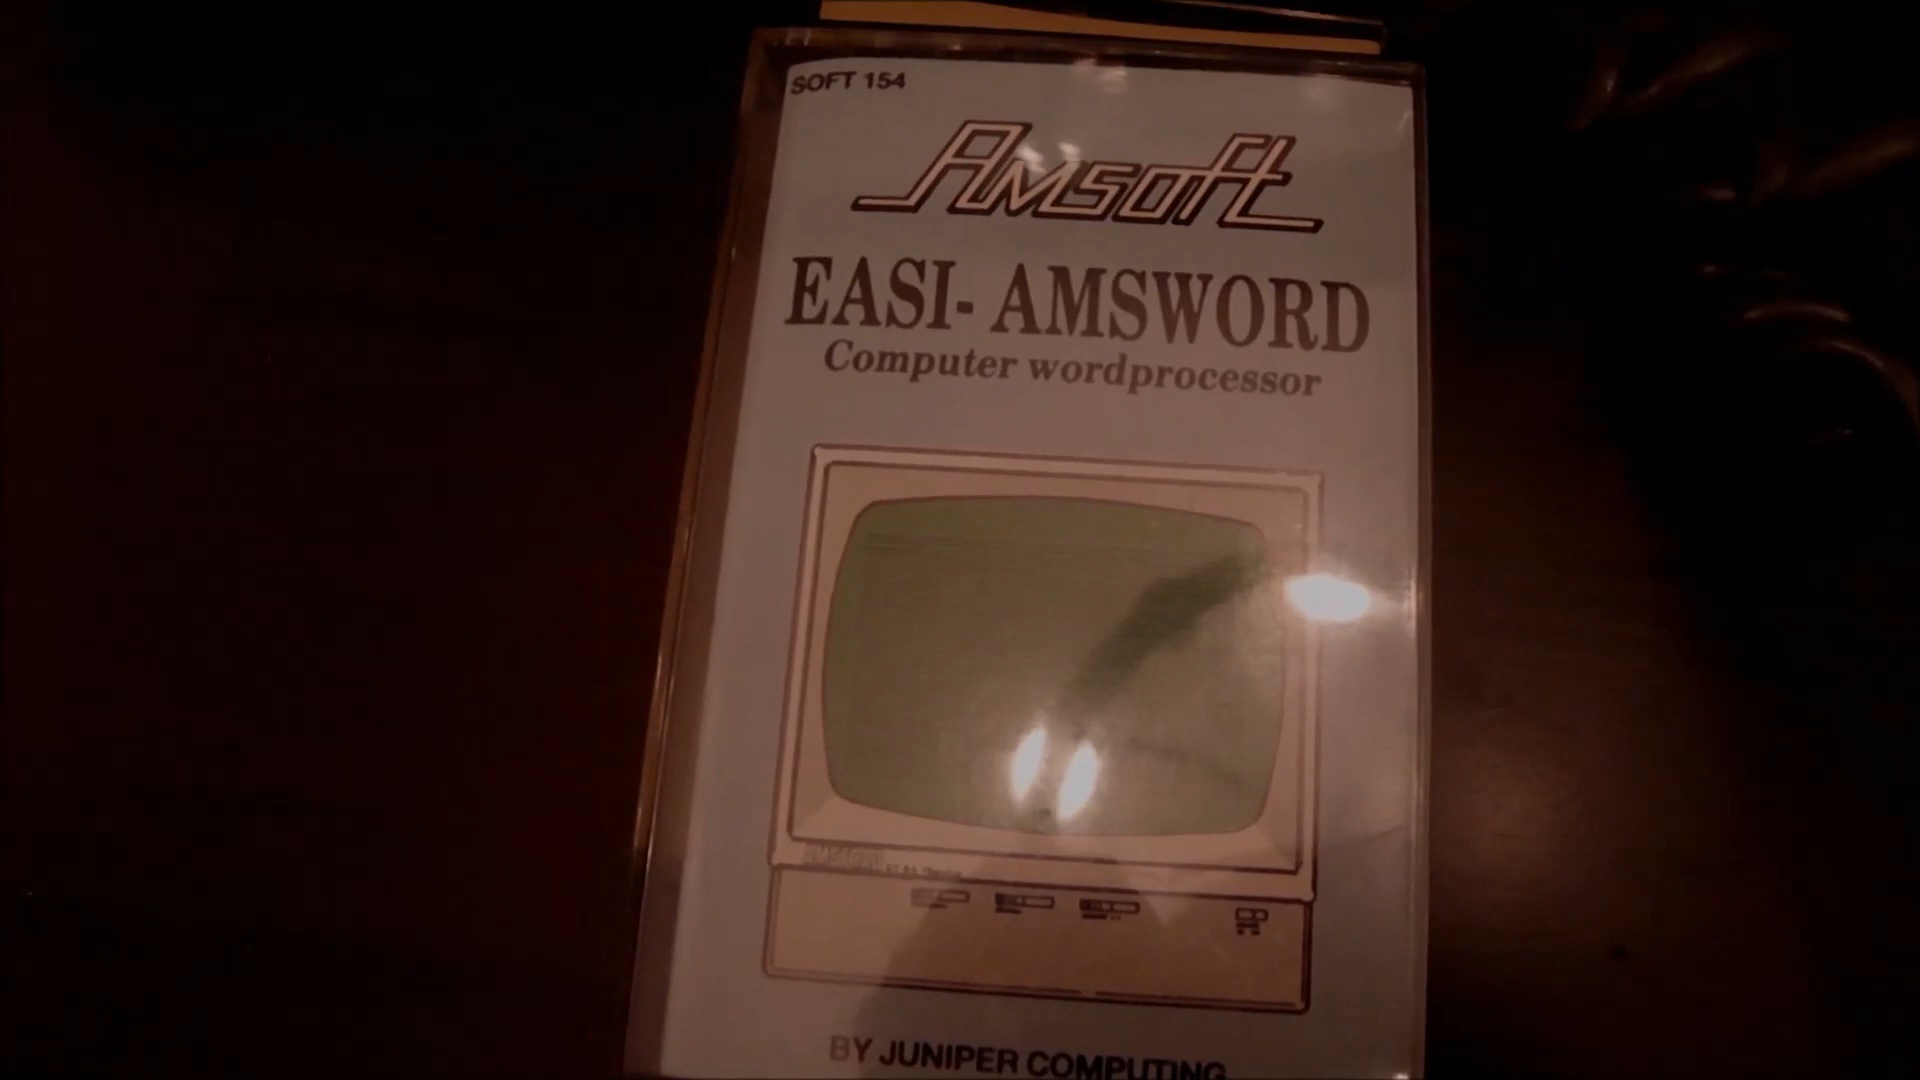 SOFT 154
Amsoft
EASI-AMSWORD
Computer wordprocessor
BY JUNIPER COMPUTING